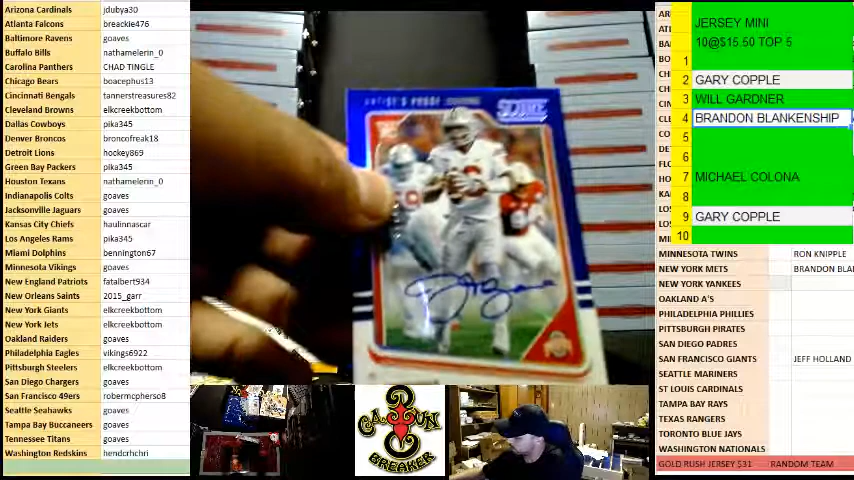 Arizona Cardinals jdubya30
Atlanta Falcons breackie476
Baltimore Ravens goaves
Buffalo Bills nathamelerin_0
Carolina Panthers CHAD TINGLE
Chicago Bears boacephus13
Cincinnati Bengals tannerstreasures82
Cleveland Browns elkcreekbottom
Dallas Cowboys pika345
Denver Broncos broncofreak18
Detroit Lions hockey869
Green Bay Packers pika345
Houston Texans nathamelerin_0
Indianapolis Colts goaves
Jacksonville Jaguars goaves
Kansas City Chiefs haulinnascar
Los Angeles Rams pika345
Miami Dolphins bennington67
Minnesota Vikings goaves
New England Patriots fatalbert934
New Orleans Saints 2015_garr
New York Giants elkcreekbottom
New York Jets elkcreekbottom
Oakland Raiders goaves
Philadelphia Eagles vikings6922
Pittsburgh Steelers elkcreekbottom
San Diego Chargers goaves
San Francisco 49ers robermcphers08
Seattle Seahawks goaves
Tampa Bay Buccaneers goaves
Tennessee Titans goaves
Washington Redskins hendcrhchri
ARTIST'S PROOF
SCORE
CAJUN
BREAKER
JERSEY MINI
10@$15.50 TOP 5
1
2 GARY COPPLE
3 WILL GARDNER
4 BRANDON BLANKENSHIP
5
6
7 MICHAEL COLONA
8
9 GARY COPPLE
10
MINNESOTA TWINS RON KNIPPLE
NEW YORK METS BRANDON BLAN
NEW YORK YANKEES
OAKLAND A'S
PHILADELPHIA PHILLIES
PITTSBURGH PIRATES
SAN DIEGO PADRES
SAN FRANCISCO GIANTS JEFF HOLLAND
SEATTLE MARINERS
ST LOUIS CARDINALS
TAMPA BAY RAYS
TEXAS RANGERS
TORONTO BLUE JAYS
WASHINGTON NATIONALS
GOLD RUSH JERSEY $31 RANDOM TEAM